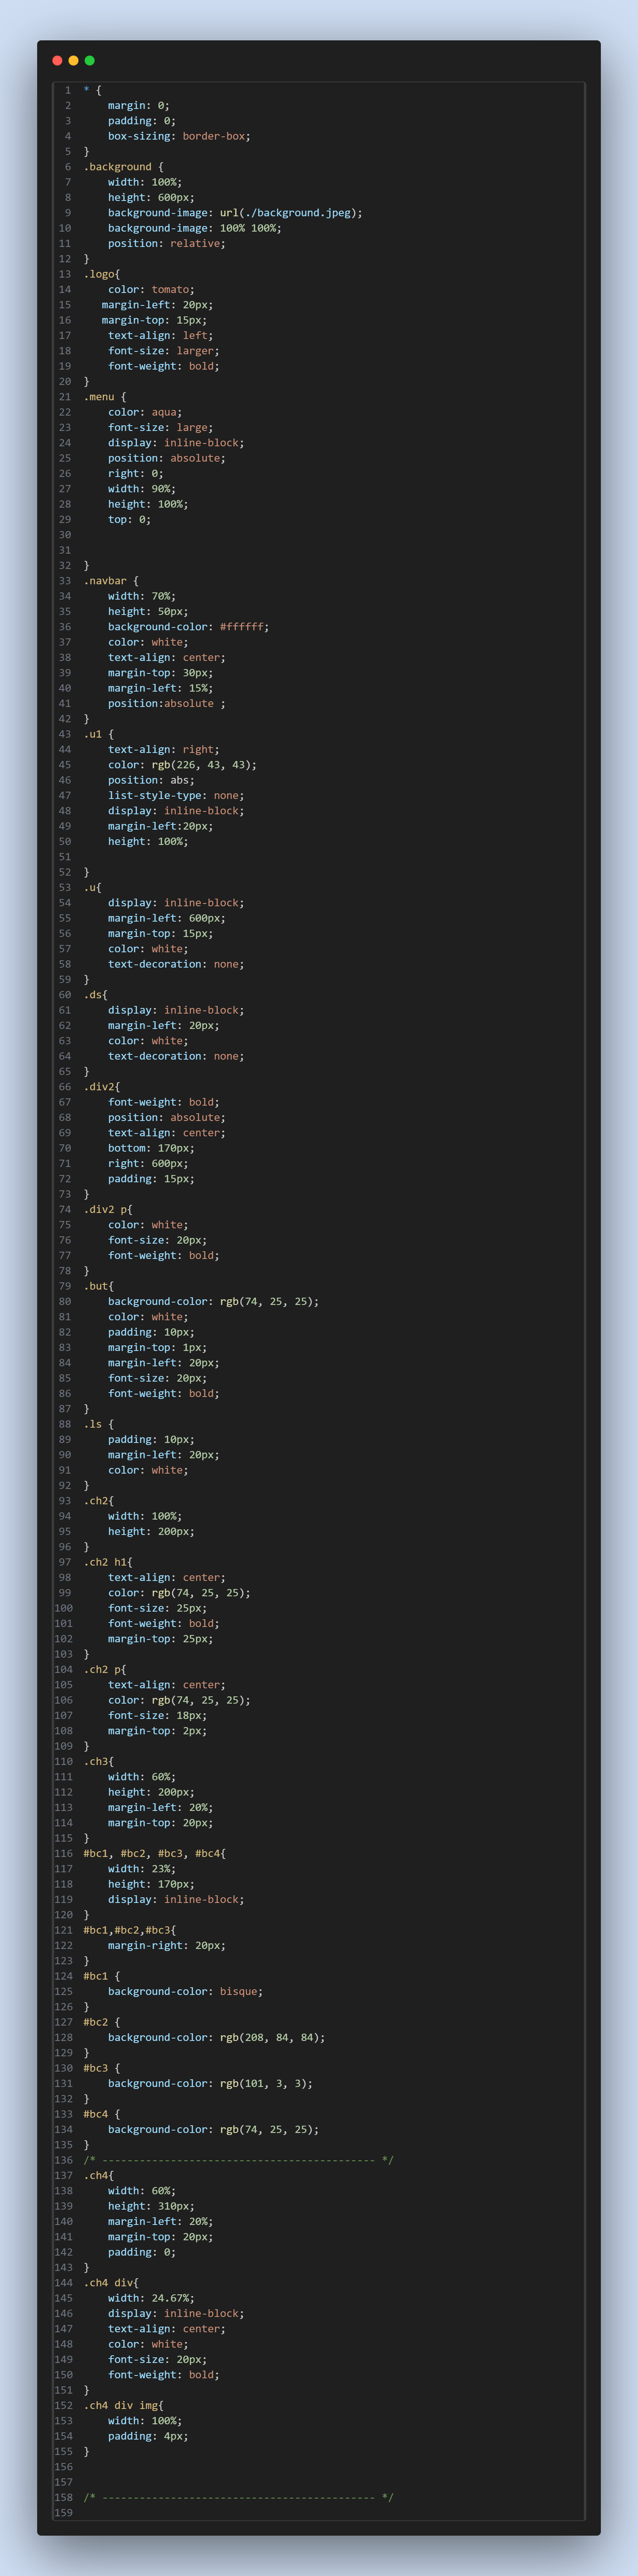 1 * {
2 margin: 0;
3 padding: 0;
4 box-sizing: border-box;
5 }
6 .background {
7 width: 100%;
8 height: 600px;
9 background-image: url(./background.jpeg);
10 background-image: 100% 100%;
11 position: relative;
12 }
13 .logo{
14 color: tomato;
15 margin-left: 20px;
16 margin-top: 15px;
17 text-align: left;
18 font-size: larger;
19 font-weight: bold;
20 }
21 .menu {
22 color: aqua;
23 font-size: large;
24 display: inline-block;
25 position: absolute;
26 right: 0;
27 width: 90%;
28 height: 100%;
29 top: 0;
30
31
32 }
33 .navbar {
34 width: 70%;
35 height: 50px;
36 background-color: #ffffff;
37 color: white;
38 text-align: center;
39 margin-top: 30px;
40 margin-left: 15%;
41 position:absolute ;
42 }
43 .u1 {
44 text-align: right;
45 color: rgb(226, 43, 43);
46 position: abs;
47 list-style-type: none;
48 display: inline-block;
49 margin-left:20px;
50 height: 100%;
51
52 }
53 .u{
54 display: inline-block;
55 margin-left: 600px;
56 margin-top: 15px;
57 color: white;
58 text-decoration: none;
59 }
60 .ds{
61 display: inline-block;
62 margin-left: 20px;
63 color: white;
64 text-decoration: none;
65 }
66 .div2{
67 font-weight: bold;
68 position: absolute;
69 text-align: center;
70 bottom: 170px;
71 right: 600px;
72 padding: 15px;
73 }
74 .div2 p{
75 color: white;
76 font-size: 20px;
77 font-weight: bold;
78 }
79 .but{
80 background-color: rgb(74, 25, 25);
81 color: white;
82 padding: 10px;
83 margin-top: 1px;
84 margin-left: 20px;
85 font-size: 20px;
86 font-weight: bold;
87 }
88 .ls {
89 padding: 10px;
90 margin-left: 20px;
91 color: white;
92 }
93 .ch2{
94 width: 100%;
95 height: 200px;
96 }
97 .ch2 h1{
98 text-align: center;
99 color: rgb(74, 25, 25);
100 font-size: 25px;
101 font-weight: bold;
102 margin-top: 25px;
103 }
104 .ch2 p{
105 text-align: center;
106 color: rgb(74, 25, 25);
107 font-size: 18px;
108 margin-top: 2px;
109 }
110 .ch3{
111 width: 60%;
112 height: 200px;
113 margin-left: 20%;
114 margin-top: 20px;
115 }
116 #bc1, #bc2, #bc3, #bc4{
117 width: 23%;
118 height: 170px;
119 display: inline-block;
120 }
121 #bc1,#bc2,#bc3{
122 margin-right: 20px;
123 }
124 #bc1 {
125 background-color: bisque;
126 }
127 #bc2 {
128 background-color: rgb(208, 84, 84);
129 }
130 #bc3 {
131 background-color: rgb(101, 3, 3);
132 }
133 #bc4 {
134 background-color: rgb(74, 25, 25);
135 }
136 /* -------------------------------------------- */
137 .ch4{
138 width: 60%;
139 height: 310px;
140 margin-left: 20%;
141 margin-top: 20px;
142 padding: 0;
143 }
144 .ch4 div{
145 width: 24.67%;
146 display: inline-block;
147 text-align: center;
148 color: white;
149 font-size: 20px;
150 font-weight: bold;
151 }
152 .ch4 div img{
153 width: 100%;
154 padding: 4px;
155 }
156
157
158 /* -------------------------------------------- */
159